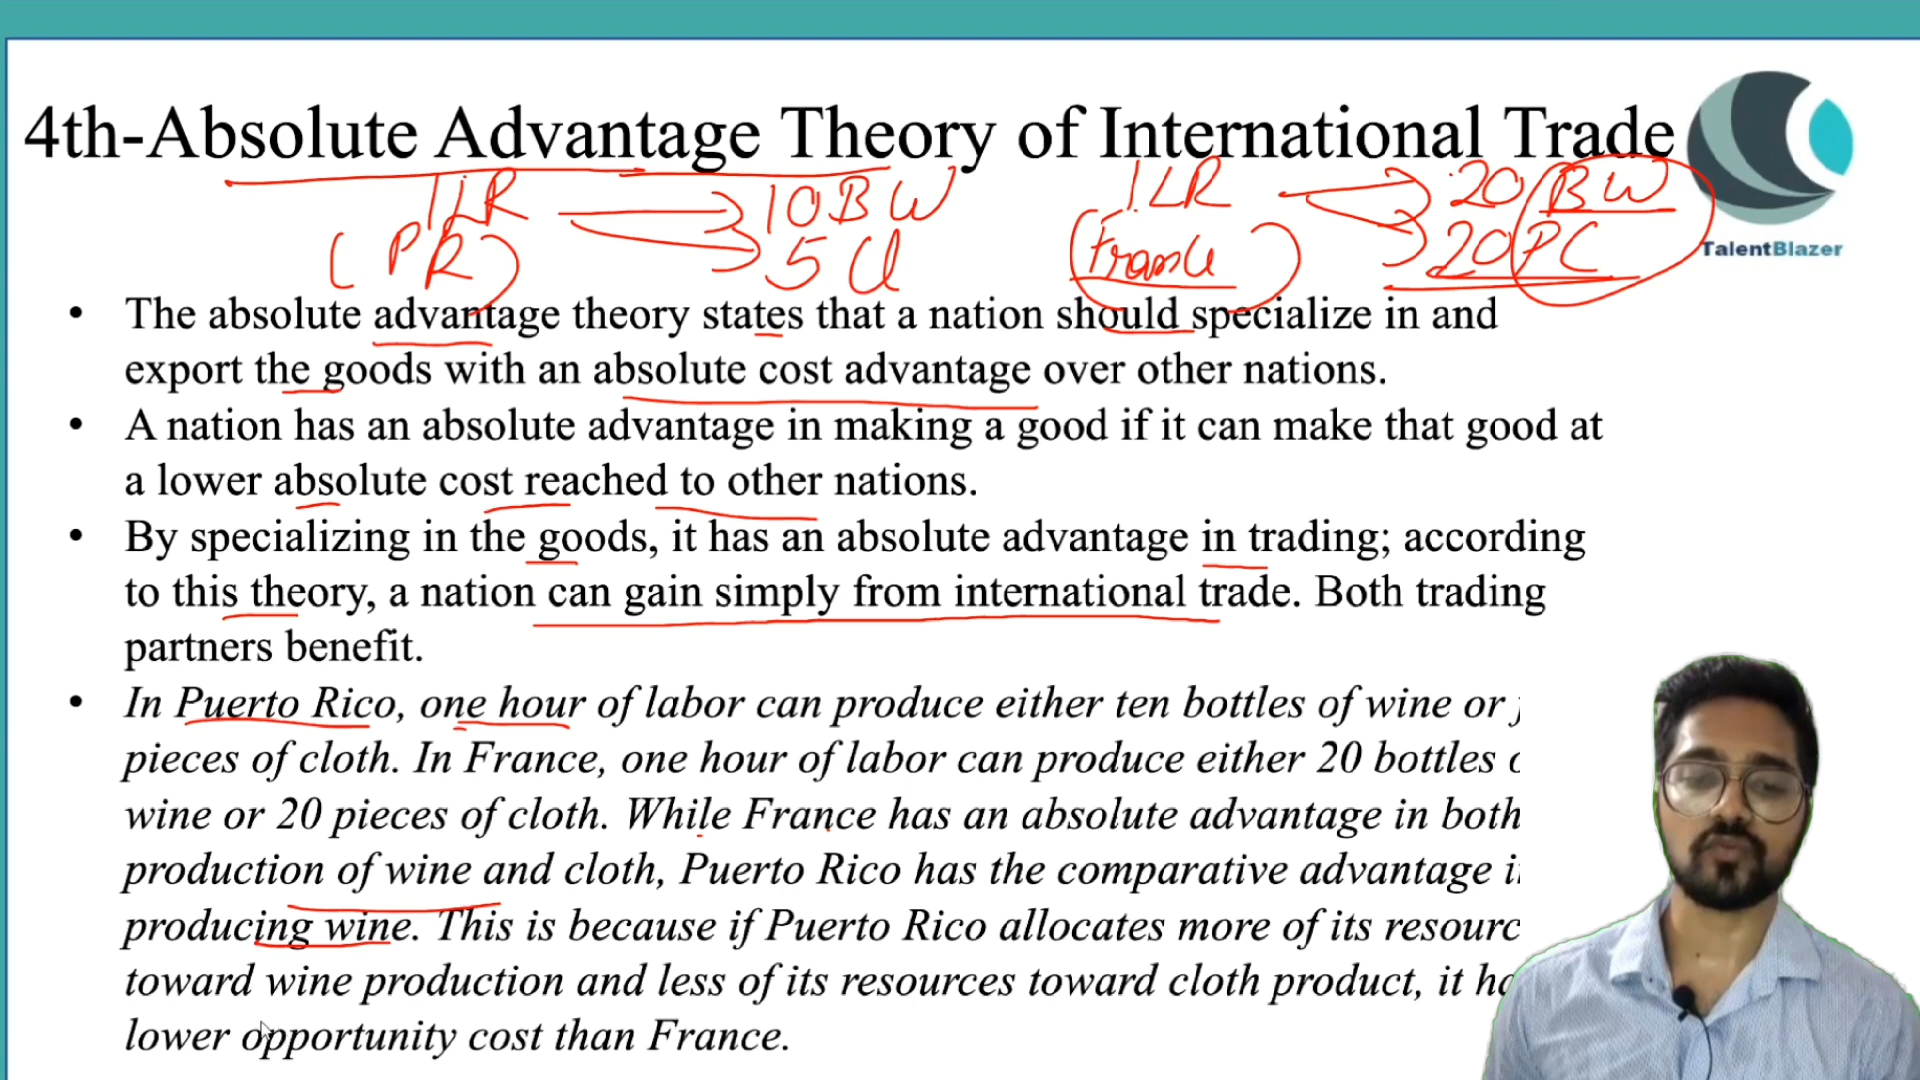 4th-Absolute Advantage Theory of International Trade
TalentBlazer
1LR 10BW
(PR) 5Cl
1LR 20 BW
(France) 20 PC
• The absolute advantage theory states that a nation should specialize in and
export the goods with an absolute cost advantage over other nations.
• A nation has an absolute advantage in making a good if it can make that good at
a lower absolute cost reached to other nations.
• By specializing in the goods, it has an absolute advantage in trading; according
to this theory, a nation can gain simply from international trade. Both trading
partners benefit.
• In Puerto Rico, one hour of labor can produce either ten bottles of wine or
pieces of cloth. In France, one hour of labor can produce either 20 bottles
wine or 20 pieces of cloth. While France has an absolute advantage in both
production of wine and cloth, Puerto Rico has the comparative advantage
producing wine. This is because if Puerto Rico allocates more of its resourc
toward wine production and less of its resources toward cloth product, it
lower opportunity cost than France.